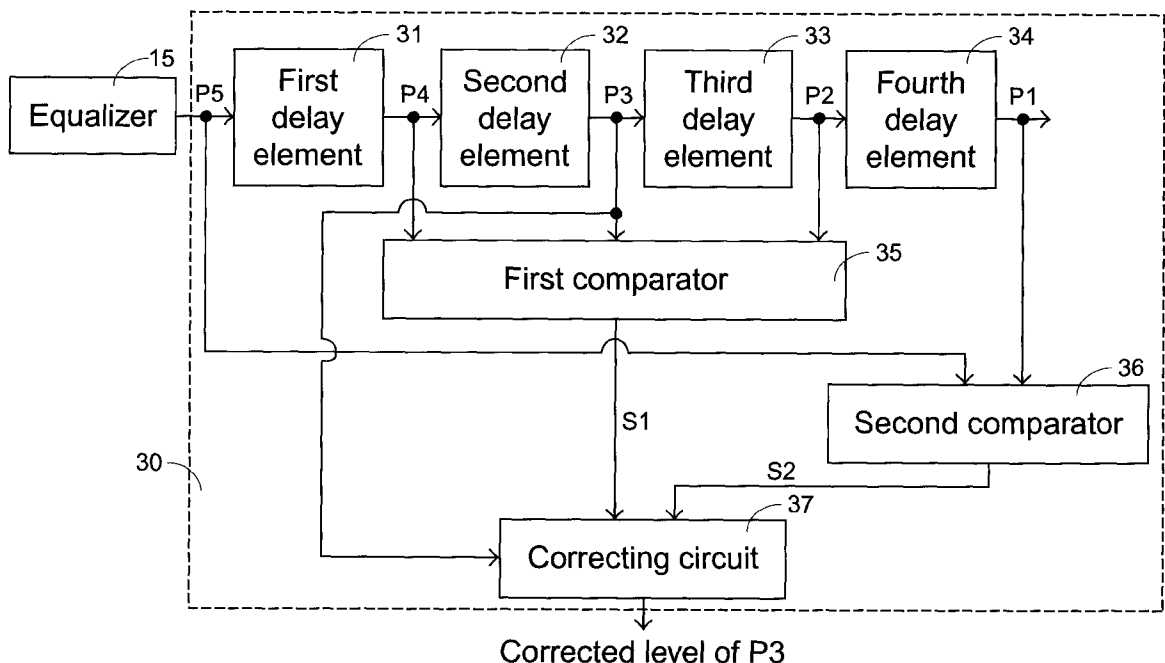 31
32
33
34
15
Equalizer
P5
First
delay
element
P4
Second
delay
element
P3
Third
delay
element
P2
Fourth
delay
element
P1
First comparator
35
36
Second comparator
S1
S2
30
37
Correcting circuit
Corrected level of P3